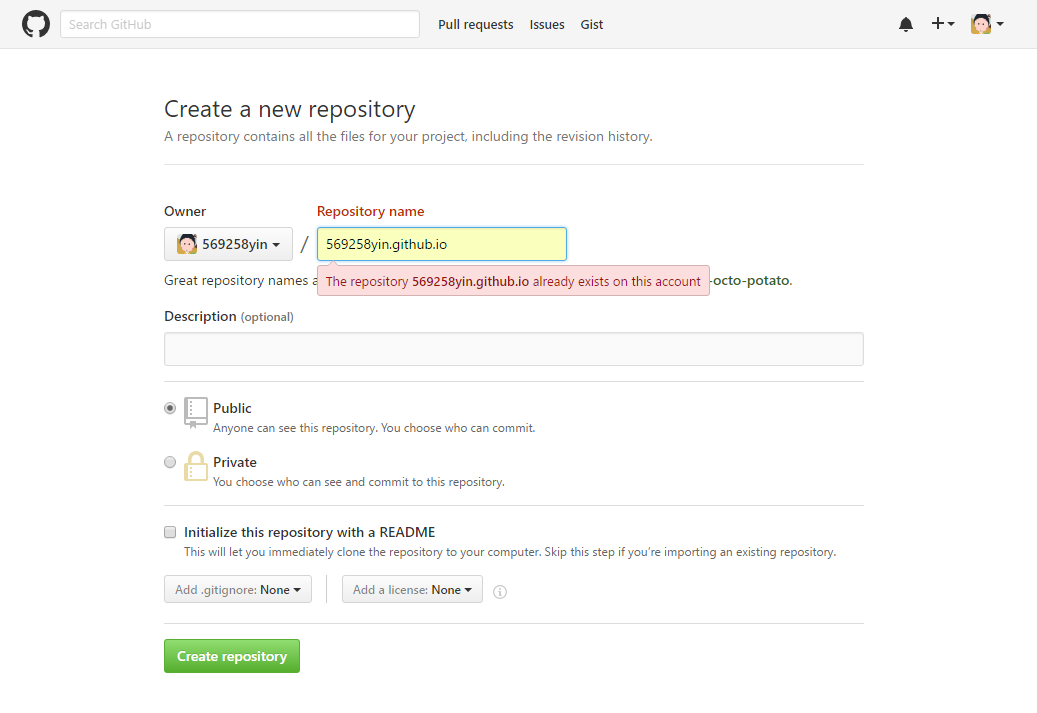 Search GitHub Pull requests Issues Gist
Create a new repository
A repository contains all the files for your project, including the revision history.
Owner Repository name
569258yin / 569258yin.github.io
Great repository names a The repository 569258yin.github.io already exists on this account -octo-potato.
Description (optional)
Public
Anyone can see this repository. You choose who can commit.
Private
You choose who can see and commit to this repository.
Initialize this repository with a README
This will let you immediately clone the repository to your computer. Skip this step if you’re importing an existing repository.
Add .gitignore: None Add a license: None
Create repository